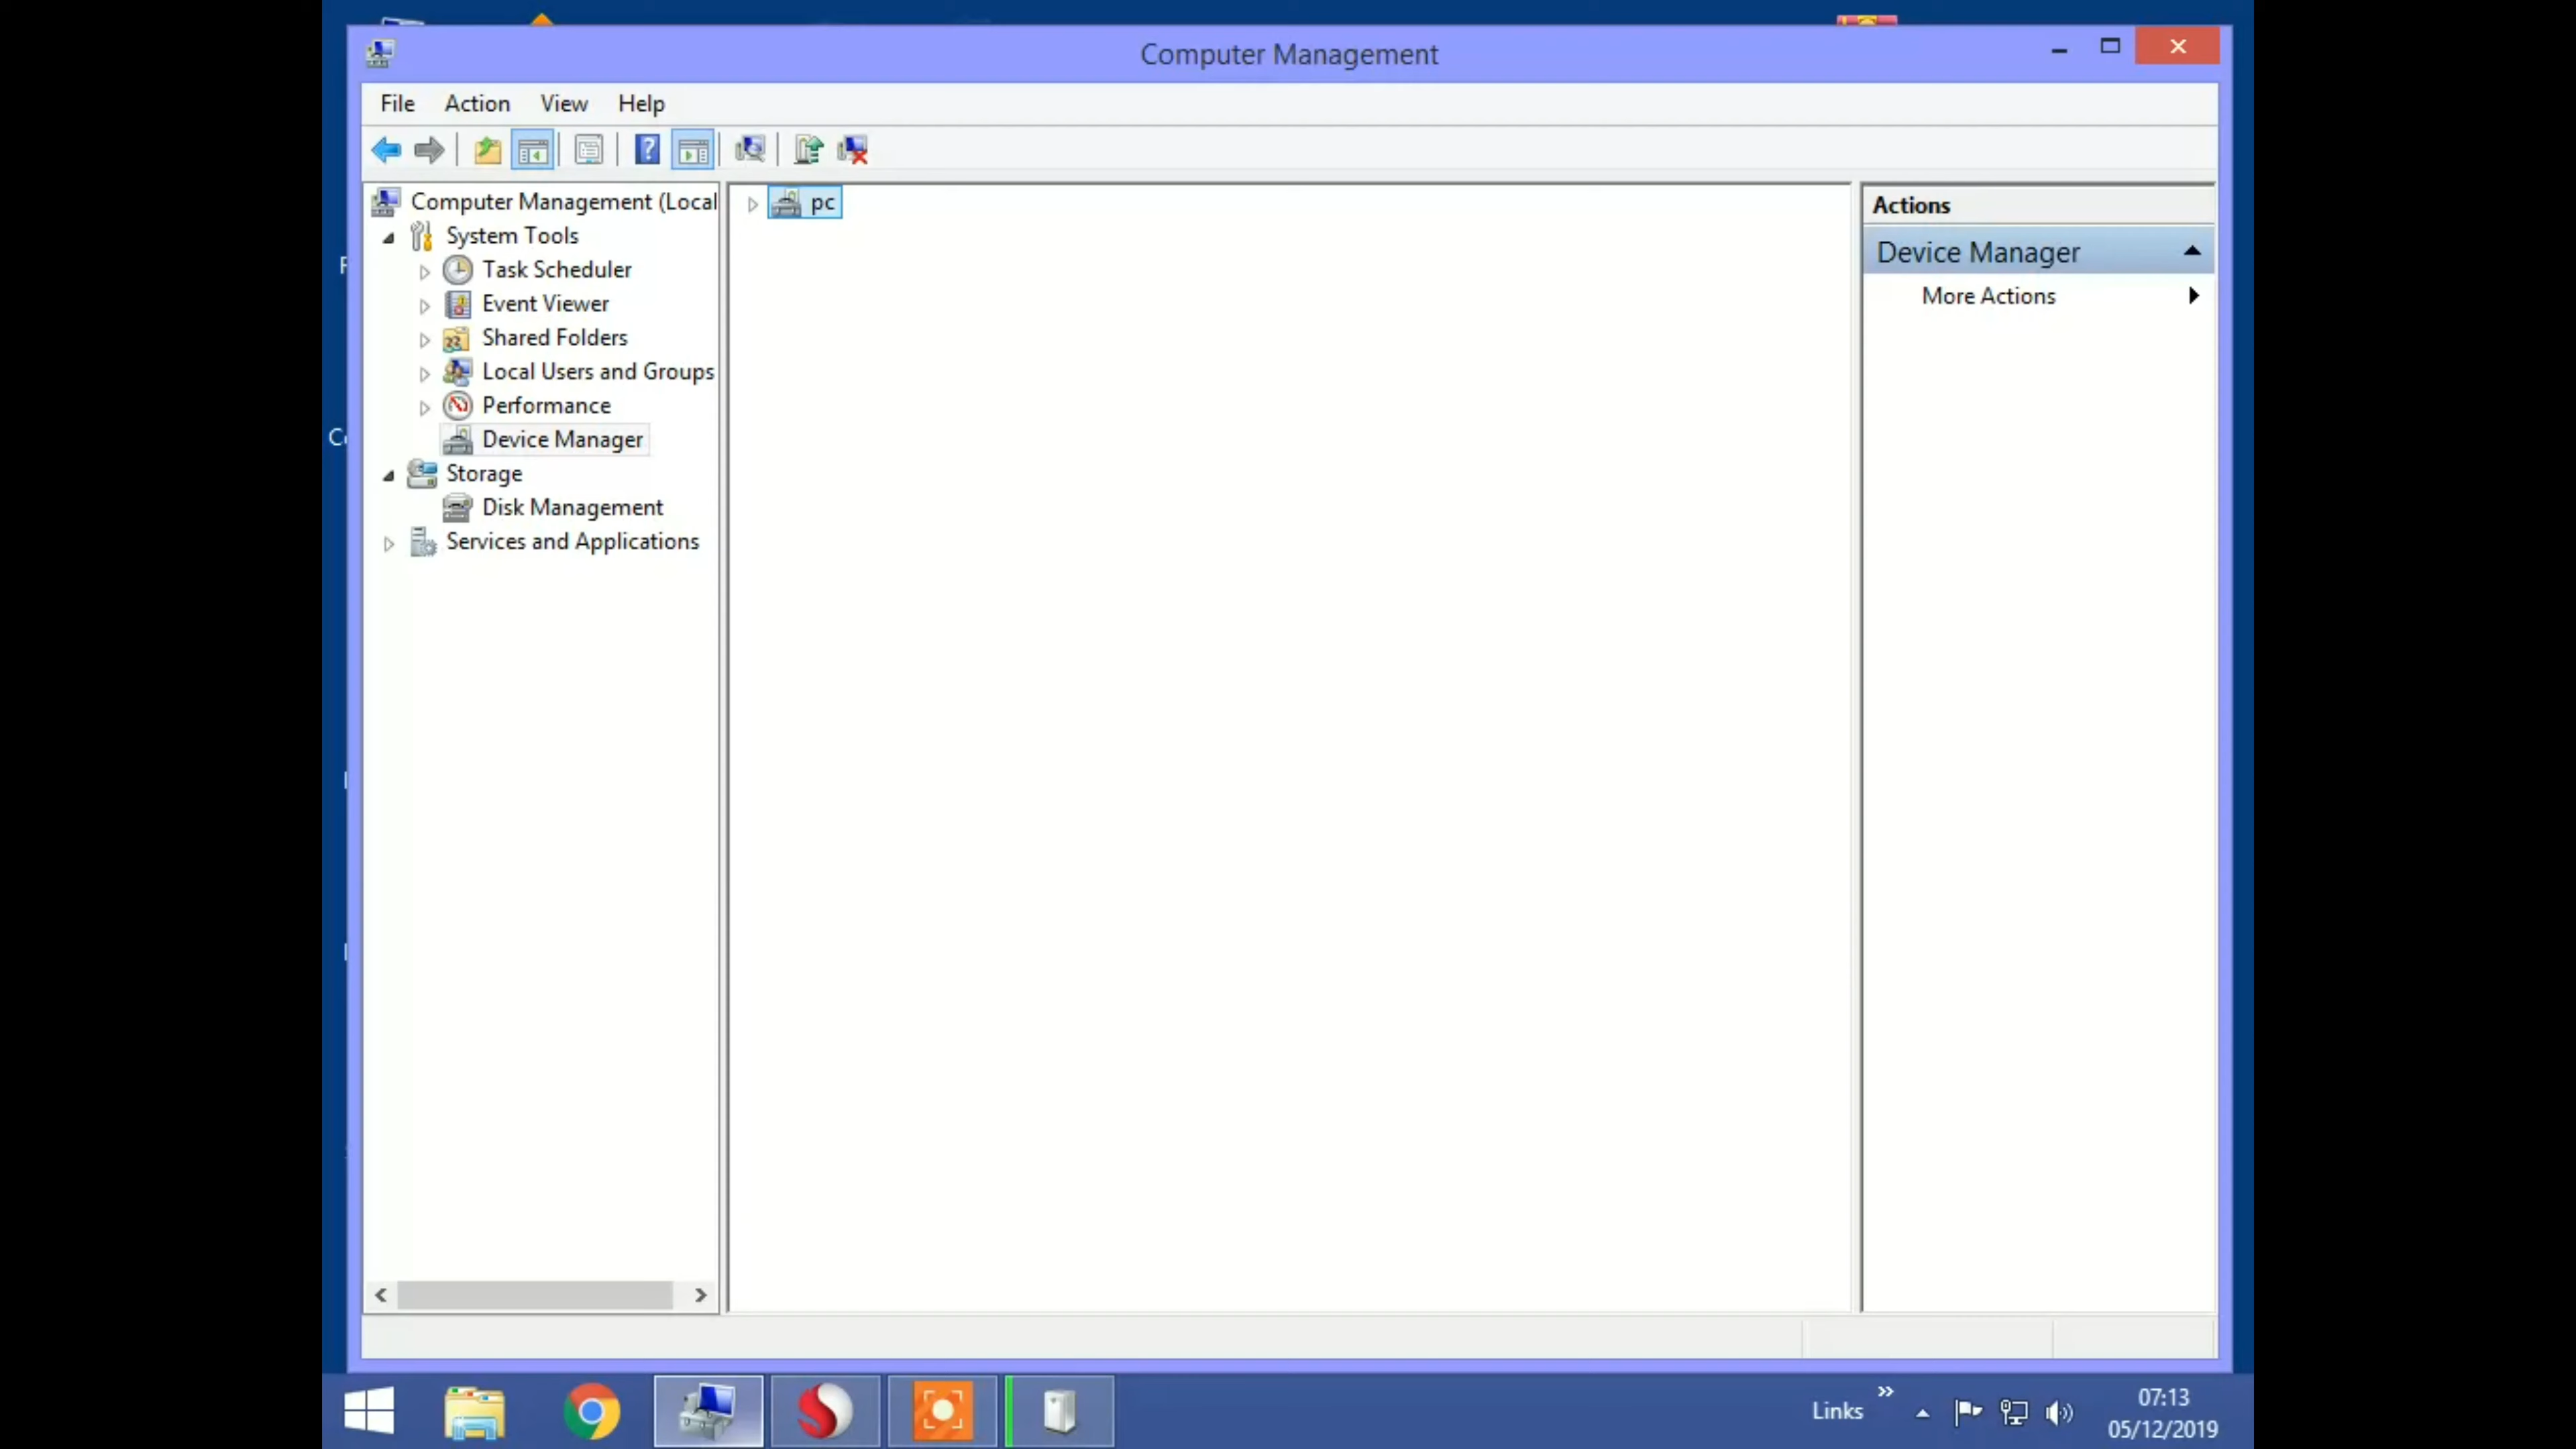 Computer Management
File Action View Help
Computer Management (Local
System Tools
Task Scheduler
Event Viewer
Shared Folders
Local Users and Groups
Performance
Device Manager
Storage
Disk Management
Services and Applications
pc
Actions
Device Manager
More Actions
Links
07:13
05/12/2019